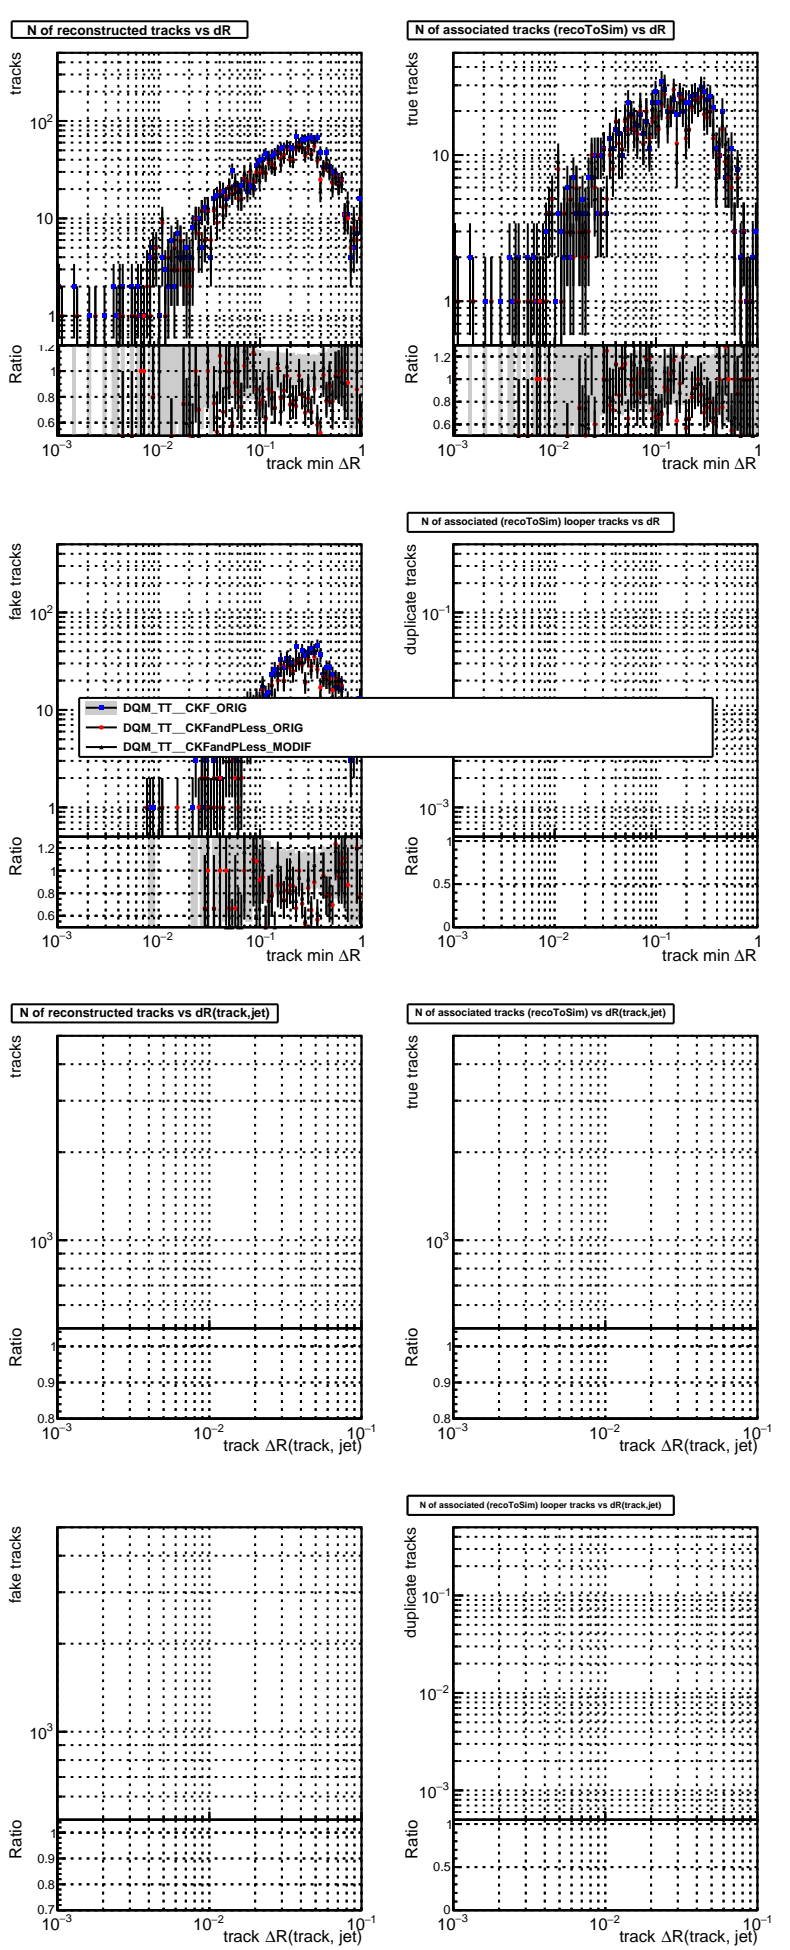 N of reconstructed tracks vs dR
N of associated tracks (recoToSim) vs dR
tracks
10²
10
1
true tracks
10
1
Ratio
1.2
1
0.8
0.6
Ratio
1.2
1
0.8
0.6
10⁻³ 10⁻² 10⁻¹ 1
track min ΔR
10⁻³ 10⁻² 10⁻¹ 1
track min ΔR
N of associated (recoToSim) looper tracks vs dR
fake tracks
10²
10
1
duplicate tracks
10⁻¹
10⁻³
DQM_TT__CKF_ORIG
DQM_TT__CKFandPLess_ORIG
DQM_TT__CKFandPLess_MODIF
Ratio
1.2
1
0.8
0.6
Ratio
1
0.5
0
10⁻³ 10⁻² 10⁻¹ 1
track min ΔR
10⁻³ 10⁻² 10⁻¹ 1
track min ΔR
N of reconstructed tracks vs dR(track,jet)
N of associated tracks (recoToSim) vs dR(track,jet)
tracks
10³
true tracks
10³
Ratio
1
0.9
0.8
Ratio
1
0.9
0.8
10⁻³ 10⁻² 10⁻¹
track ΔR(track, jet)
10⁻³ 10⁻² 10⁻¹
track ΔR(track, jet)
N of associated (recoToSim) looper tracks vs dR(track,jet)
fake tracks
10³
duplicate tracks
10⁻¹
10⁻²
10⁻³
Ratio
1
0.9
0.8
0.7
Ratio
1
0.5
0
10⁻³ 10⁻² 10⁻¹
track ΔR(track, jet)
10⁻³ 10⁻² 10⁻¹
track ΔR(track, jet)